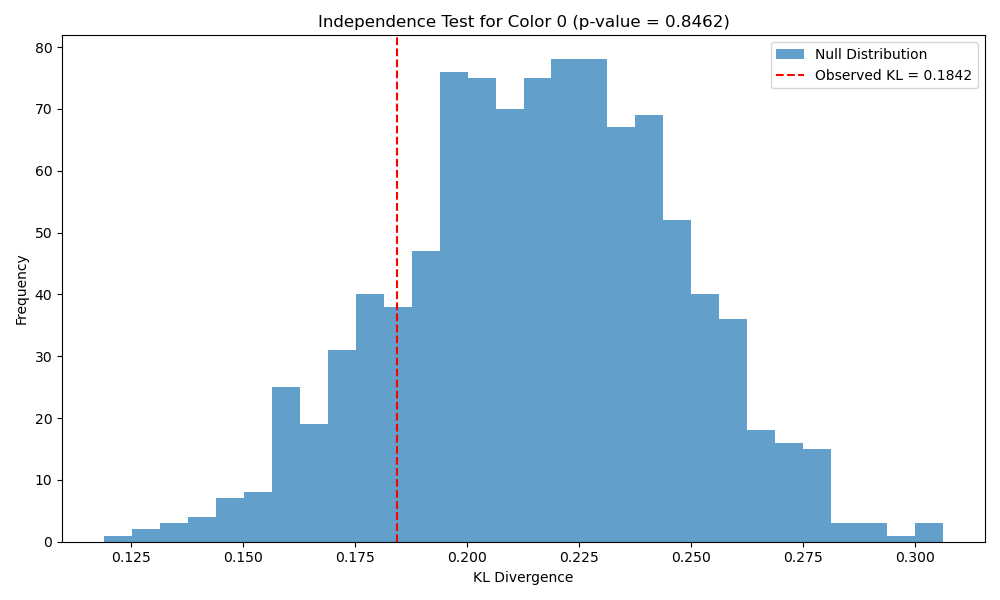 Independence Test for Color 0 (p-value = 0.8462)
Null Distribution
Observed KL = 0.1842
80
70
60
50
40
30
20
10
0
Frequency
0.125 0.150 0.175 0.200 0.225 0.250 0.275 0.300
KL Divergence